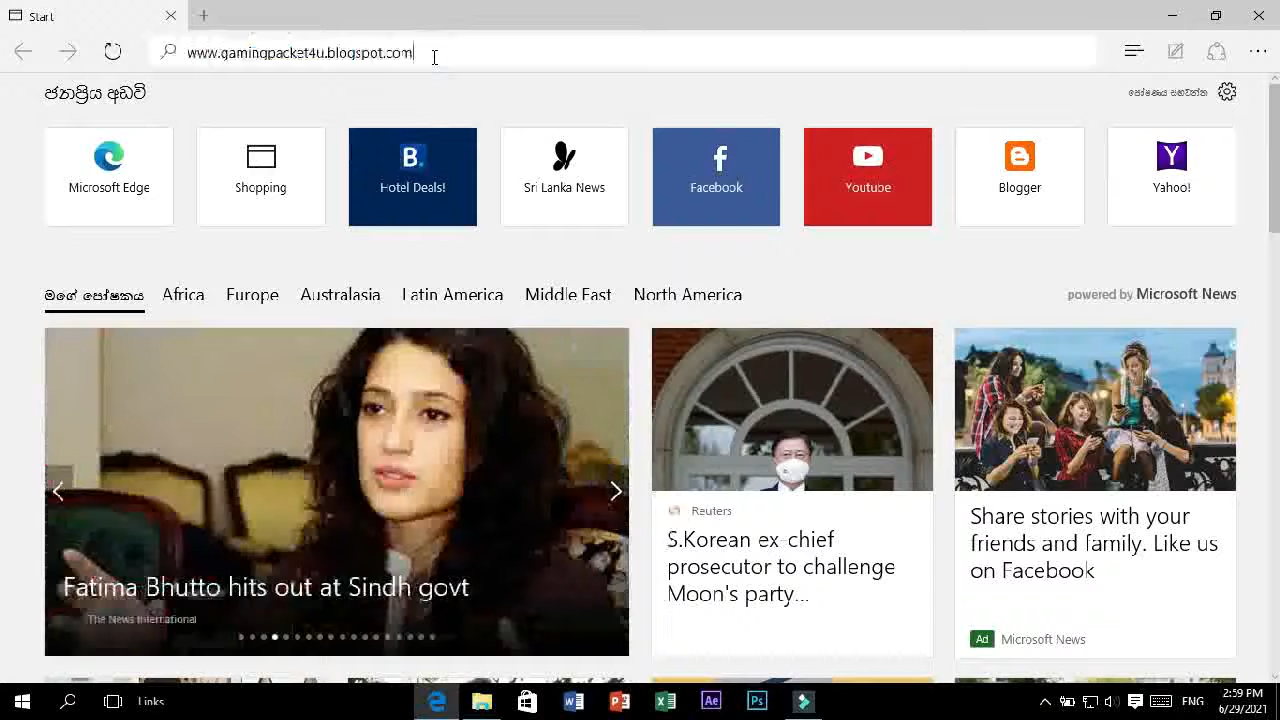 Start
www.gamingpacket4u.blogspot.com
ජනප්‍රිය අඩවි
පෝෂණය සඟවන්න
Microsoft Edge
Shopping
B.
Hotel Deals!
Sri Lanka News
Facebook
Youtube
Blogger
Yahoo!
මගේ පෝෂකය Africa Europe Australasia Latin America Middle East North America
powered by Microsoft News
Fatima Bhutto hits out at Sindh govt
The News International
Reuters
S.Korean ex-chief
prosecutor to challenge
Moon's party...
Share stories with your
friends and family. Like us
on Facebook
Ad Microsoft News
Links
ENG
2:59 PM
6/29/2021